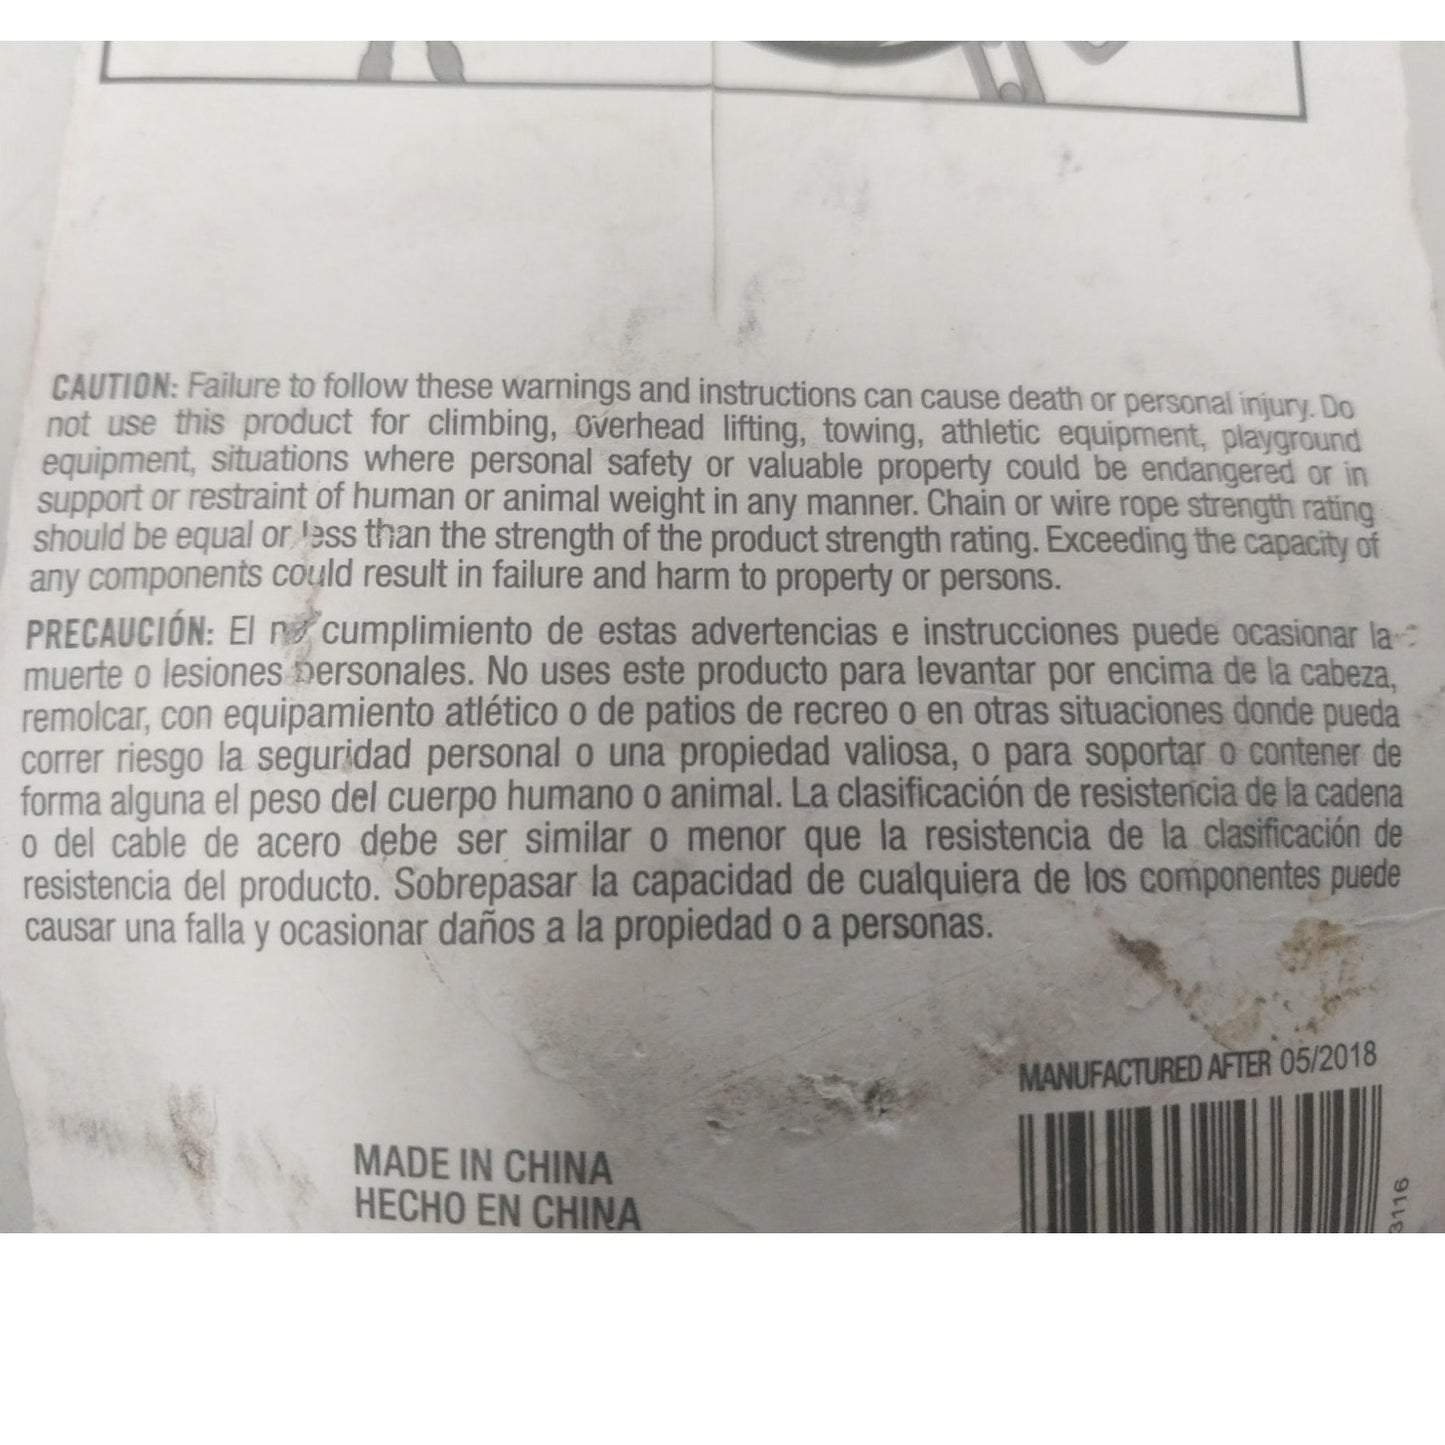 CAUTION: Failure to follow these warnings and instructions can cause death or personal injury. Do
not use this product for climbing, overhead lifting, towing, athletic equipment, playground
equipment, situations where personal safety or valuable property could be endangered or in
support or restraint of human or animal weight in any manner. Chain or wire rope strength rating
should be equal or less than the strength of the product strength rating. Exceeding the capacity of
any components could result in failure and harm to property or persons.
PRECAUCIÓN: El no cumplimiento de estas advertencias e instrucciones puede ocasionar la
muerte o lesiones personales. No uses este producto para levantar por encima de la cabeza,
remolcar, con equipamiento atlético o de patios de recreo o en otras situaciones donde pueda
correr riesgo la seguridad personal o una propiedad valiosa, o para soportar o contener de
forma alguna el peso del cuerpo humano o animal. La clasificación de resistencia de la cadena
o del cable de acero debe ser similar o menor que la resistencia de la clasificación de
resistencia del producto. Sobrepasar la capacidad de cualquiera de los componentes puede
causar una falla y ocasionar daños a la propiedad o a personas.
MANUFACTURED AFTER 05/2018
MADE IN CHINA
HECHO EN CHINA
3116